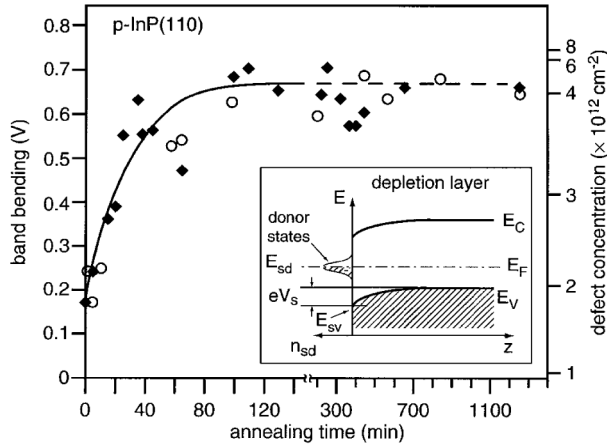 p-InP(110)
band bending (V)
0.8
0.7
0.6
0.5
0.4
0.3
0.2
0.1
0
8
6
4
3
2
1
defect concentration (× 10¹² cm⁻²)
E
depletion layer
donor
states
E_C
E_sd
E_F
eV_s
E_V
E_sv
n_sd
z
0 40 80 120 300 700 1100
annealing time (min)